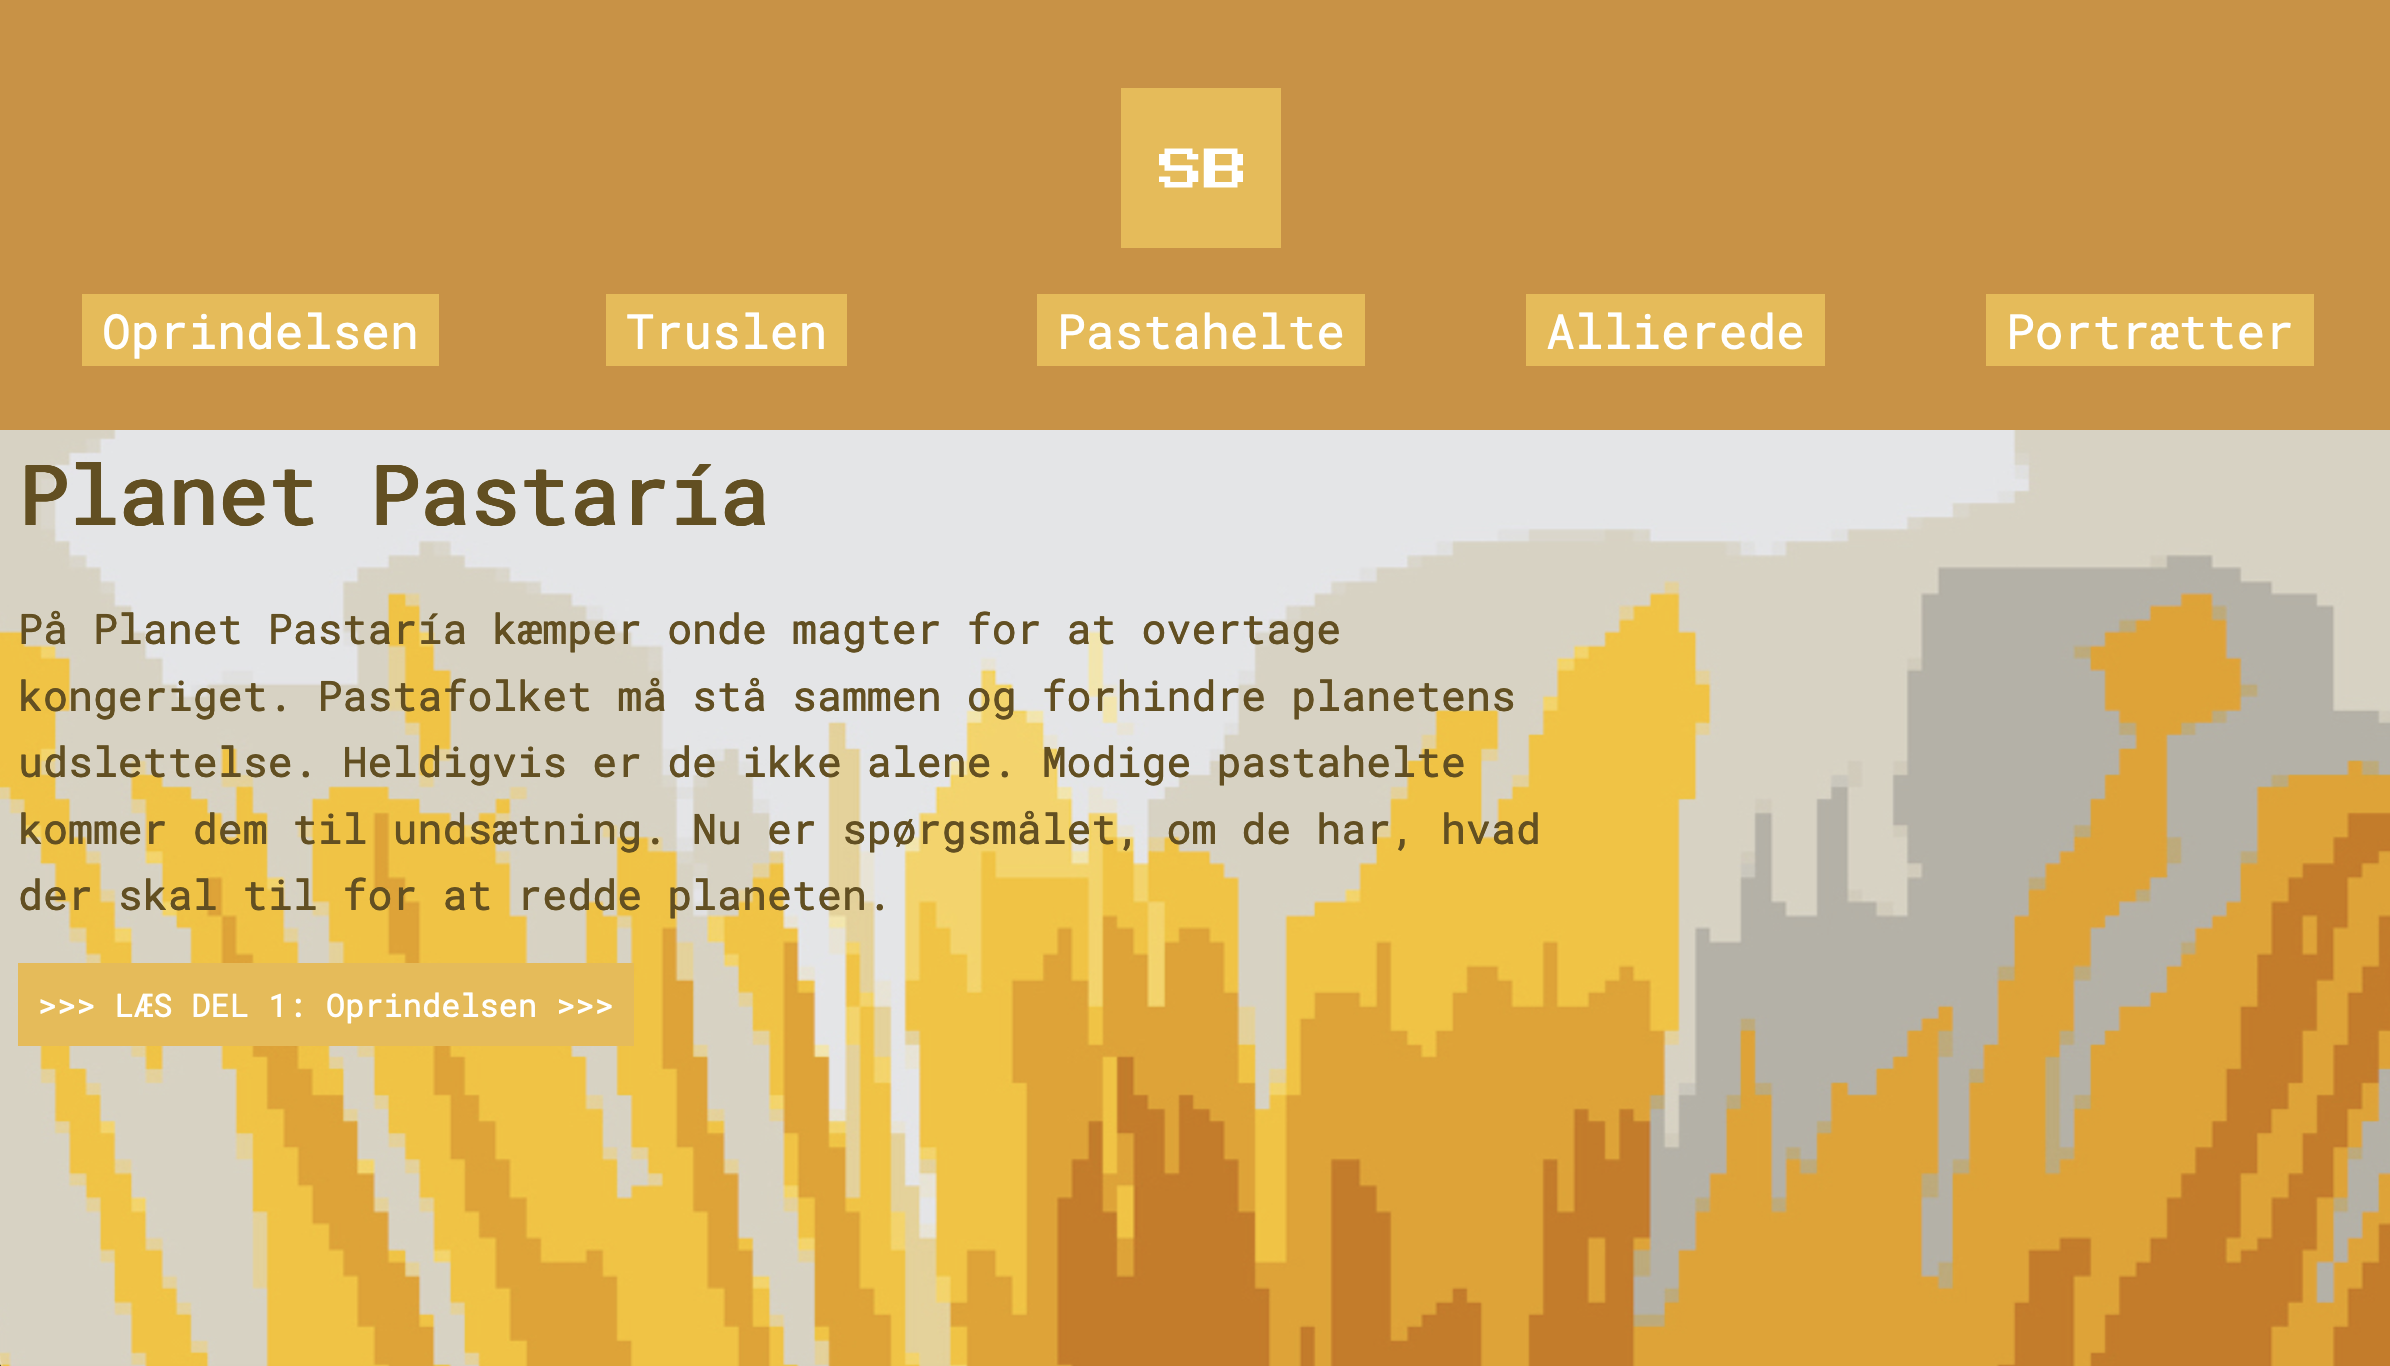 SB
Oprindelsen
Truslen
Pastahelte
Allierede
Portrætter
Planet Pastaría
På Planet Pastaría kæmper onde magter for at overtage
kongeriget. Pastafolket må stå sammen og forhindre planetens
udslettelse. Heldigvis er de ikke alene. Modige pastahelte
kommer dem til undsætning. Nu er spørgsmålet, om de har, hvad
der skal til for at redde planeten.
>>> LÆS DEL 1: Oprindelsen >>>